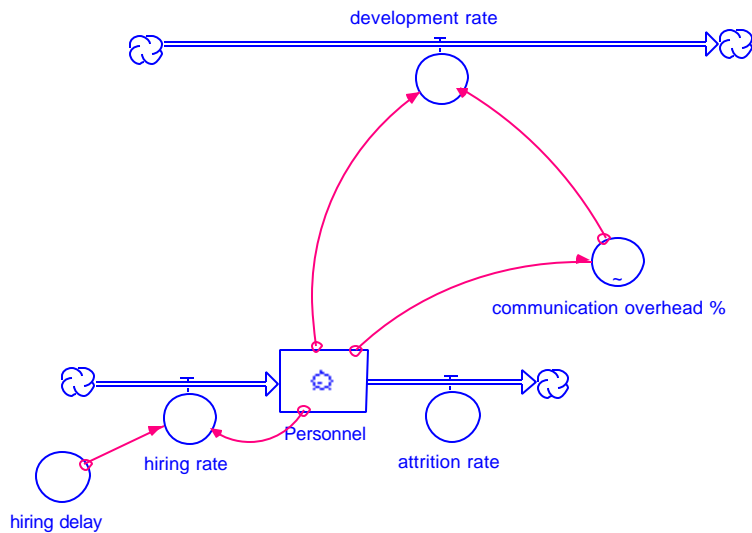 development rate
communication overhead %
~
Personnel
hiring rate
attrition rate
hiring delay